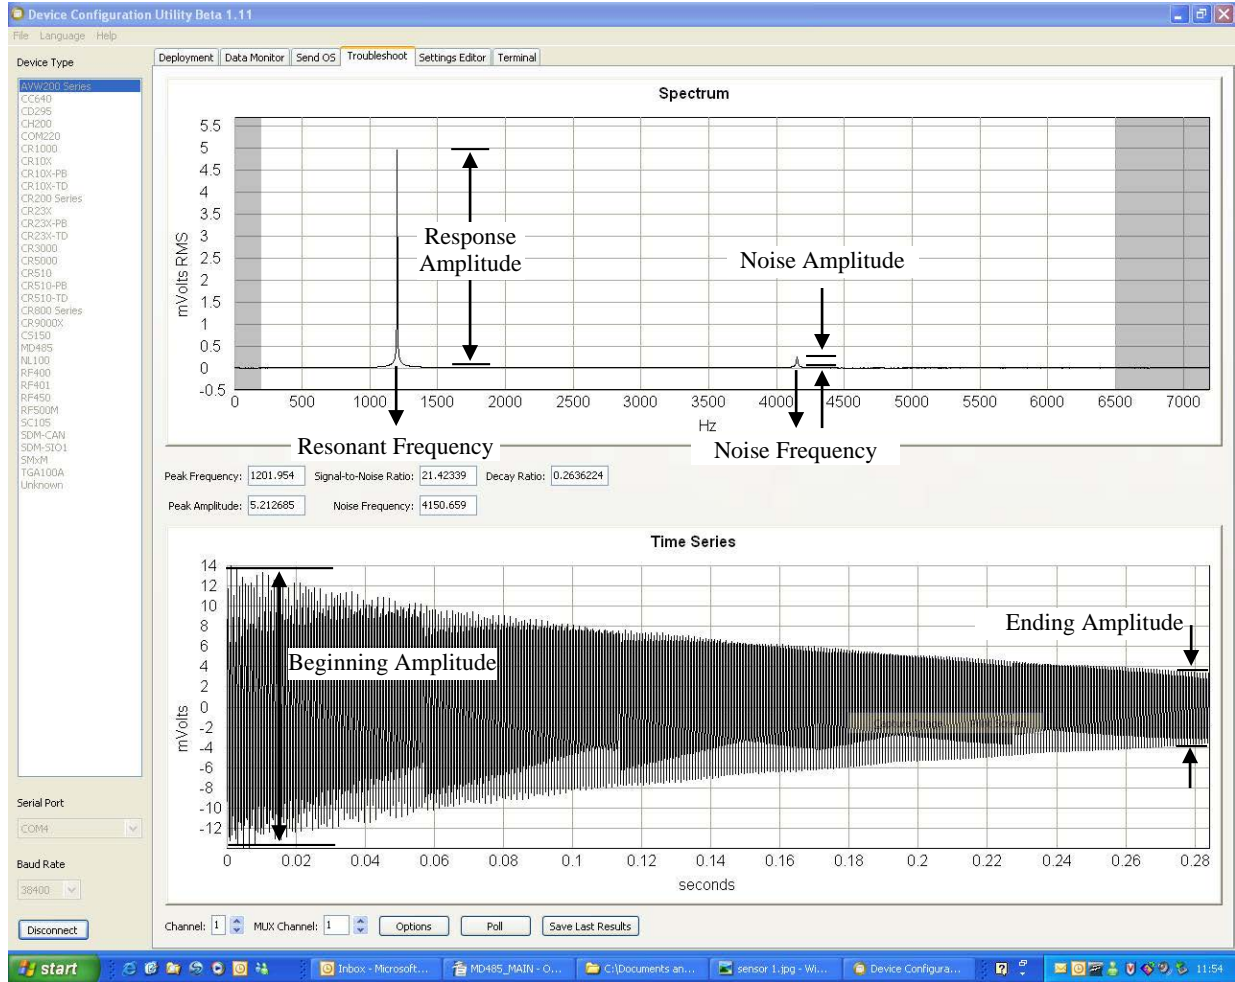 Device Configuration Utility Beta 1.11
File Language Help
Device Type
Deployment Data Monitor Send OS Troubleshoot Settings Editor Terminal
AVW200 Series
CC640
CD295
CH200
COM220
CR1000
CR10X
CR10X-PB
CR10X-TD
CR200 Series
CR23X
CR23X-PB
CR23X-TD
CR3000
CR5000
CR510
CR510-PB
CR510-TD
CR800 Series
CR9000X
CS150
MD485
NL100
RF400
RF401
RF450
RF500M
SC105
SDM-CAN
SDM-SIO1
SMxM
TGA100A
Unknown
Spectrum
5.5
5
4.5
4
3.5
3
2.5
2
1.5
1
0.5
0
-0.5
mVolts RMS
Response
Amplitude
Noise Amplitude
0 500 1000 1500 2000 2500 3000 3500 4000 4500 5000 5500 6000 6500 7000
Hz
Resonant Frequency
Noise Frequency
Peak Frequency: 1201.954 Signal-to-Noise Ratio: 21.42339 Decay Ratio: 0.2636224
Peak Amplitude: 5.212685 Noise Frequency: 4150.659
Time Series
14
12
10
8
6
4
2
0
-2
-4
-6
-8
-10
-12
mVolts
Beginning Amplitude
Ending Amplitude
Capture Image Print Screen
0 0.02 0.04 0.06 0.08 0.1 0.12 0.14 0.16 0.18 0.2 0.22 0.24 0.26 0.28
seconds
Serial Port
COM4
Baud Rate
38400
Disconnect
Channel: 1 MUX Channel: 1 Options Poll Save Last Results
start Inbox - Microsoft... MD485_MAIN - O... C:\Documents an... sensor 1.jpg - Wi... Device Configura... 11:54